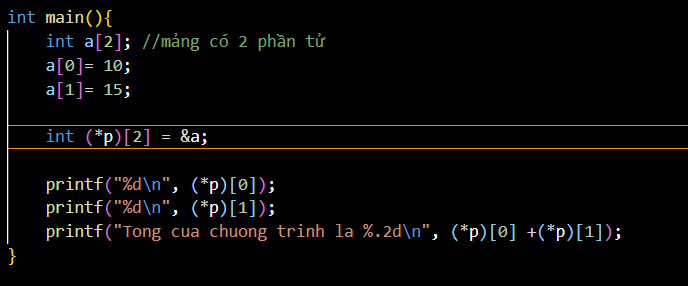 int main(){
int a[2]; //mảng có 2 phần tử
a[0]= 10;
a[1]= 15;
int (*p)[2] = &a;
printf("%d\n", (*p)[0]);
printf("%d\n", (*p)[1]);
printf("Tong cua chuong trinh la %.2d\n", (*p)[0] +(*p)[1]);
}